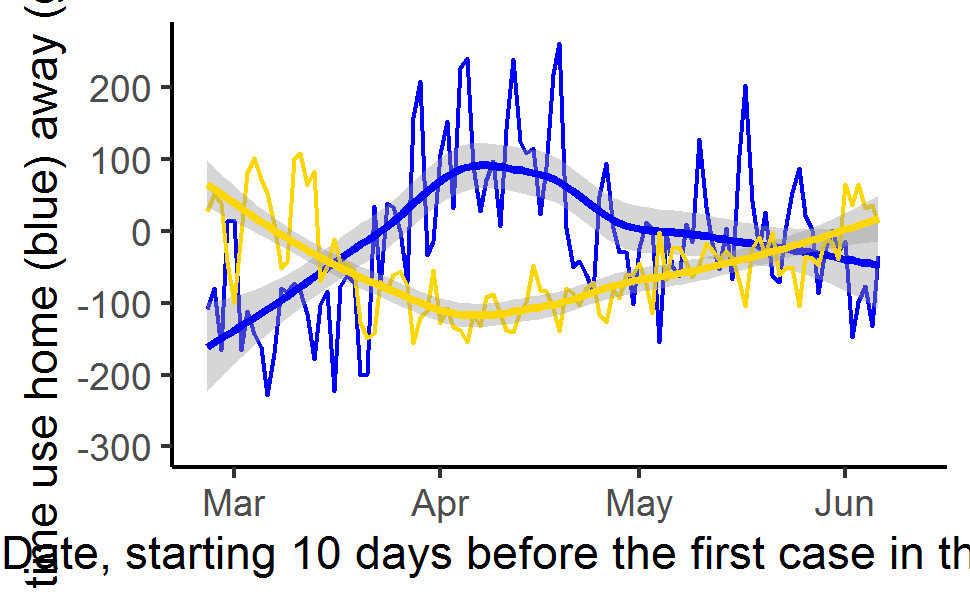 time use home (blue) away (
200
100
0
-100
-200
-300
Mar Apr May Jun
Date, starting 10 days before the first case in th